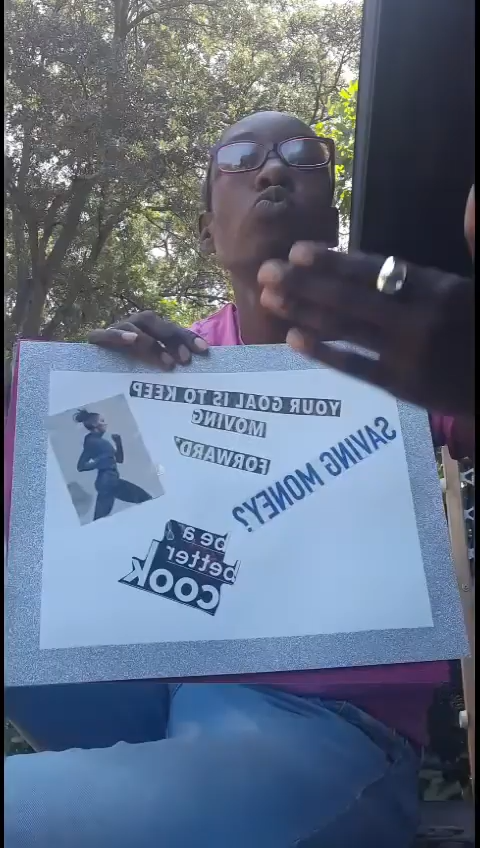 YOUR GOAL IS TO KEEP
MOVING
FORWARD
SAVING MONEY?
be a
better
cook